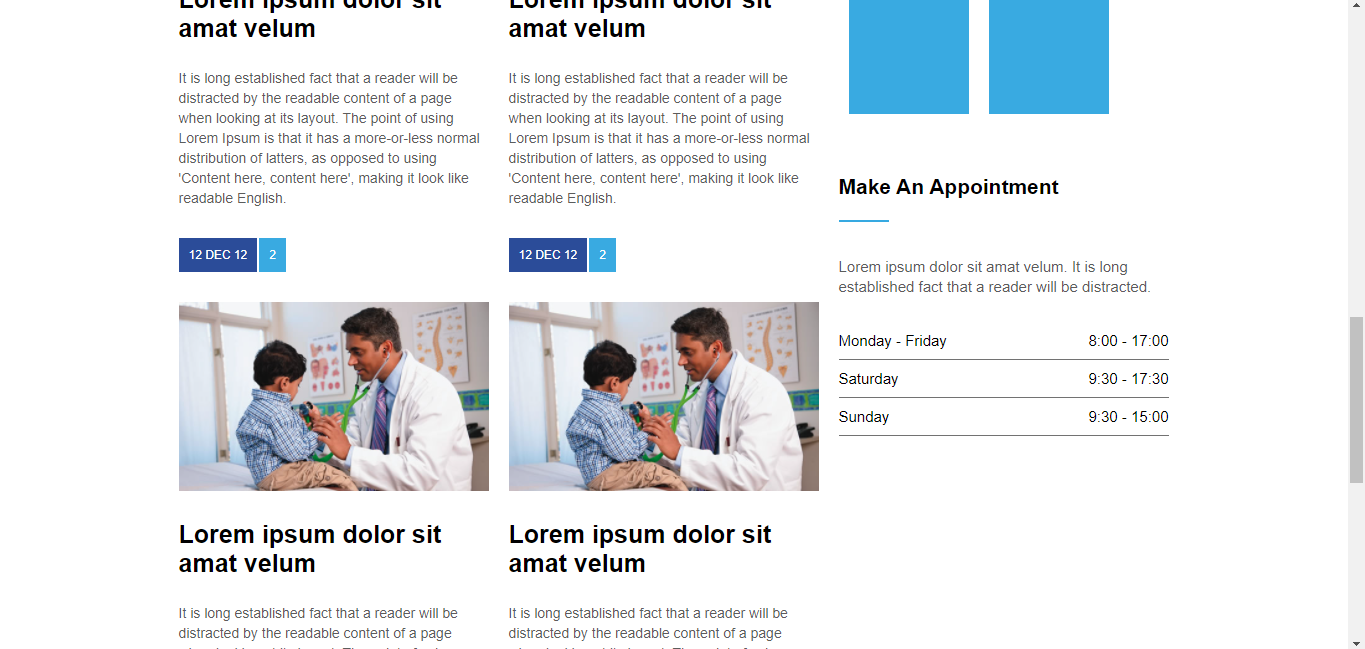 Lorem ipsum dolor sit
amat velum
It is long established fact that a reader will be
distracted by the readable content of a page
when looking at its layout. The point of using
Lorem Ipsum is that it has a more-or-less normal
distribution of latters, as opposed to using
'Content here, content here', making it look like
readable English.
12 DEC 12
2
Lorem ipsum dolor sit
amat velum
It is long established fact that a reader will be
distracted by the readable content of a page
Lorem ipsum dolor sit
amat velum
It is long established fact that a reader will be
distracted by the readable content of a page
when looking at its layout. The point of using
Lorem Ipsum is that it has a more-or-less normal
distribution of latters, as opposed to using
'Content here, content here', making it look like
readable English.
12 DEC 12
2
Lorem ipsum dolor sit
amat velum
It is long established fact that a reader will be
distracted by the readable content of a page
Make An Appointment
Lorem ipsum dolor sit amat velum. It is long
established fact that a reader will be distracted.
Monday - Friday 8:00 - 17:00
Saturday 9:30 - 17:30
Sunday 9:30 - 15:00